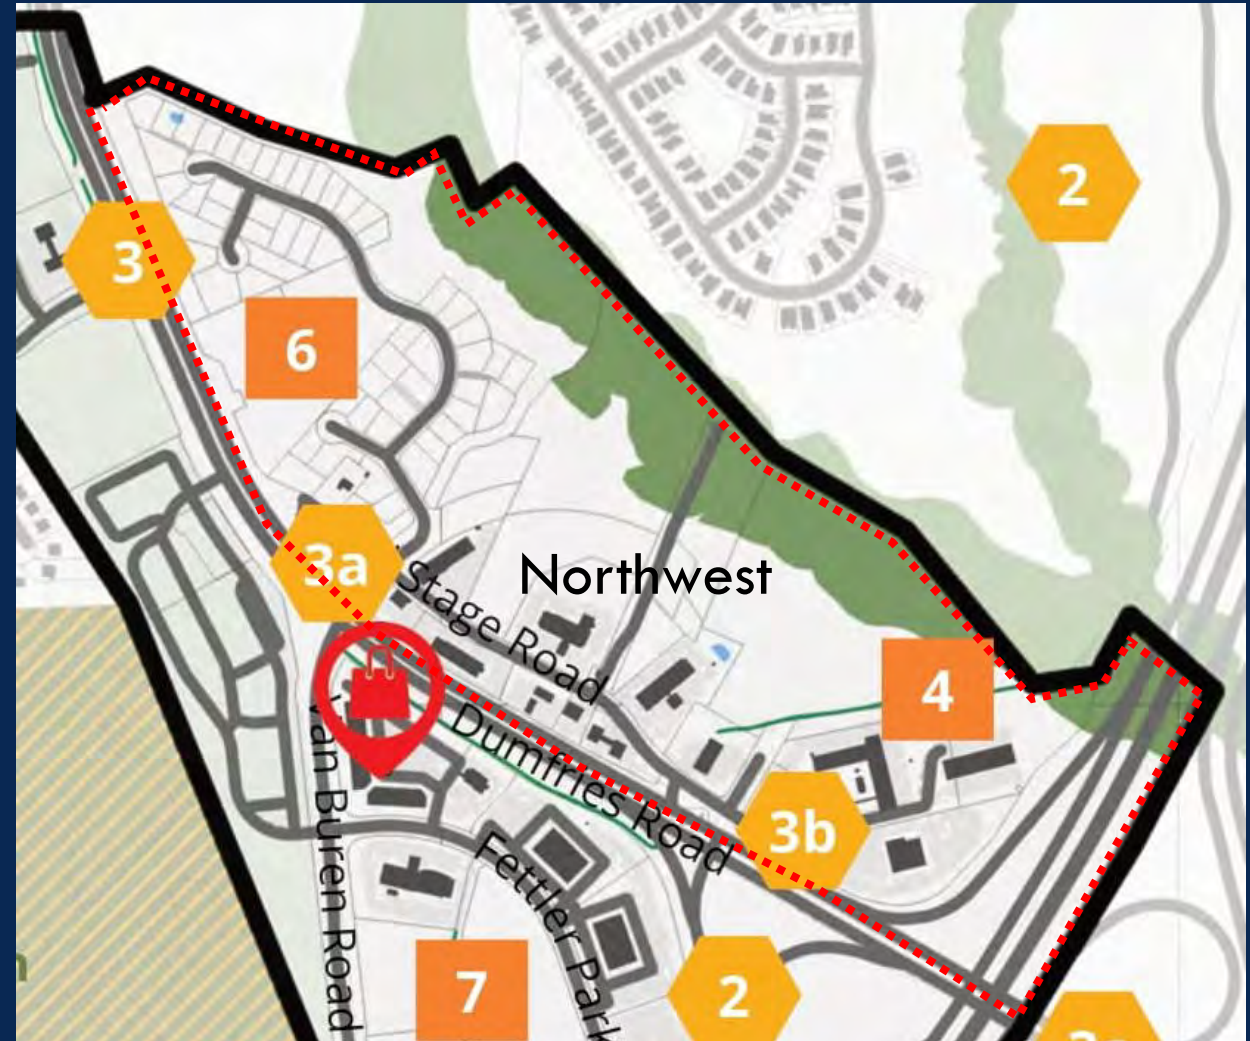 2
3
6
3a
Northwest
Stage Road
4
Dumfries Road
3b
Van Buren Road
Fettler Park
7
2